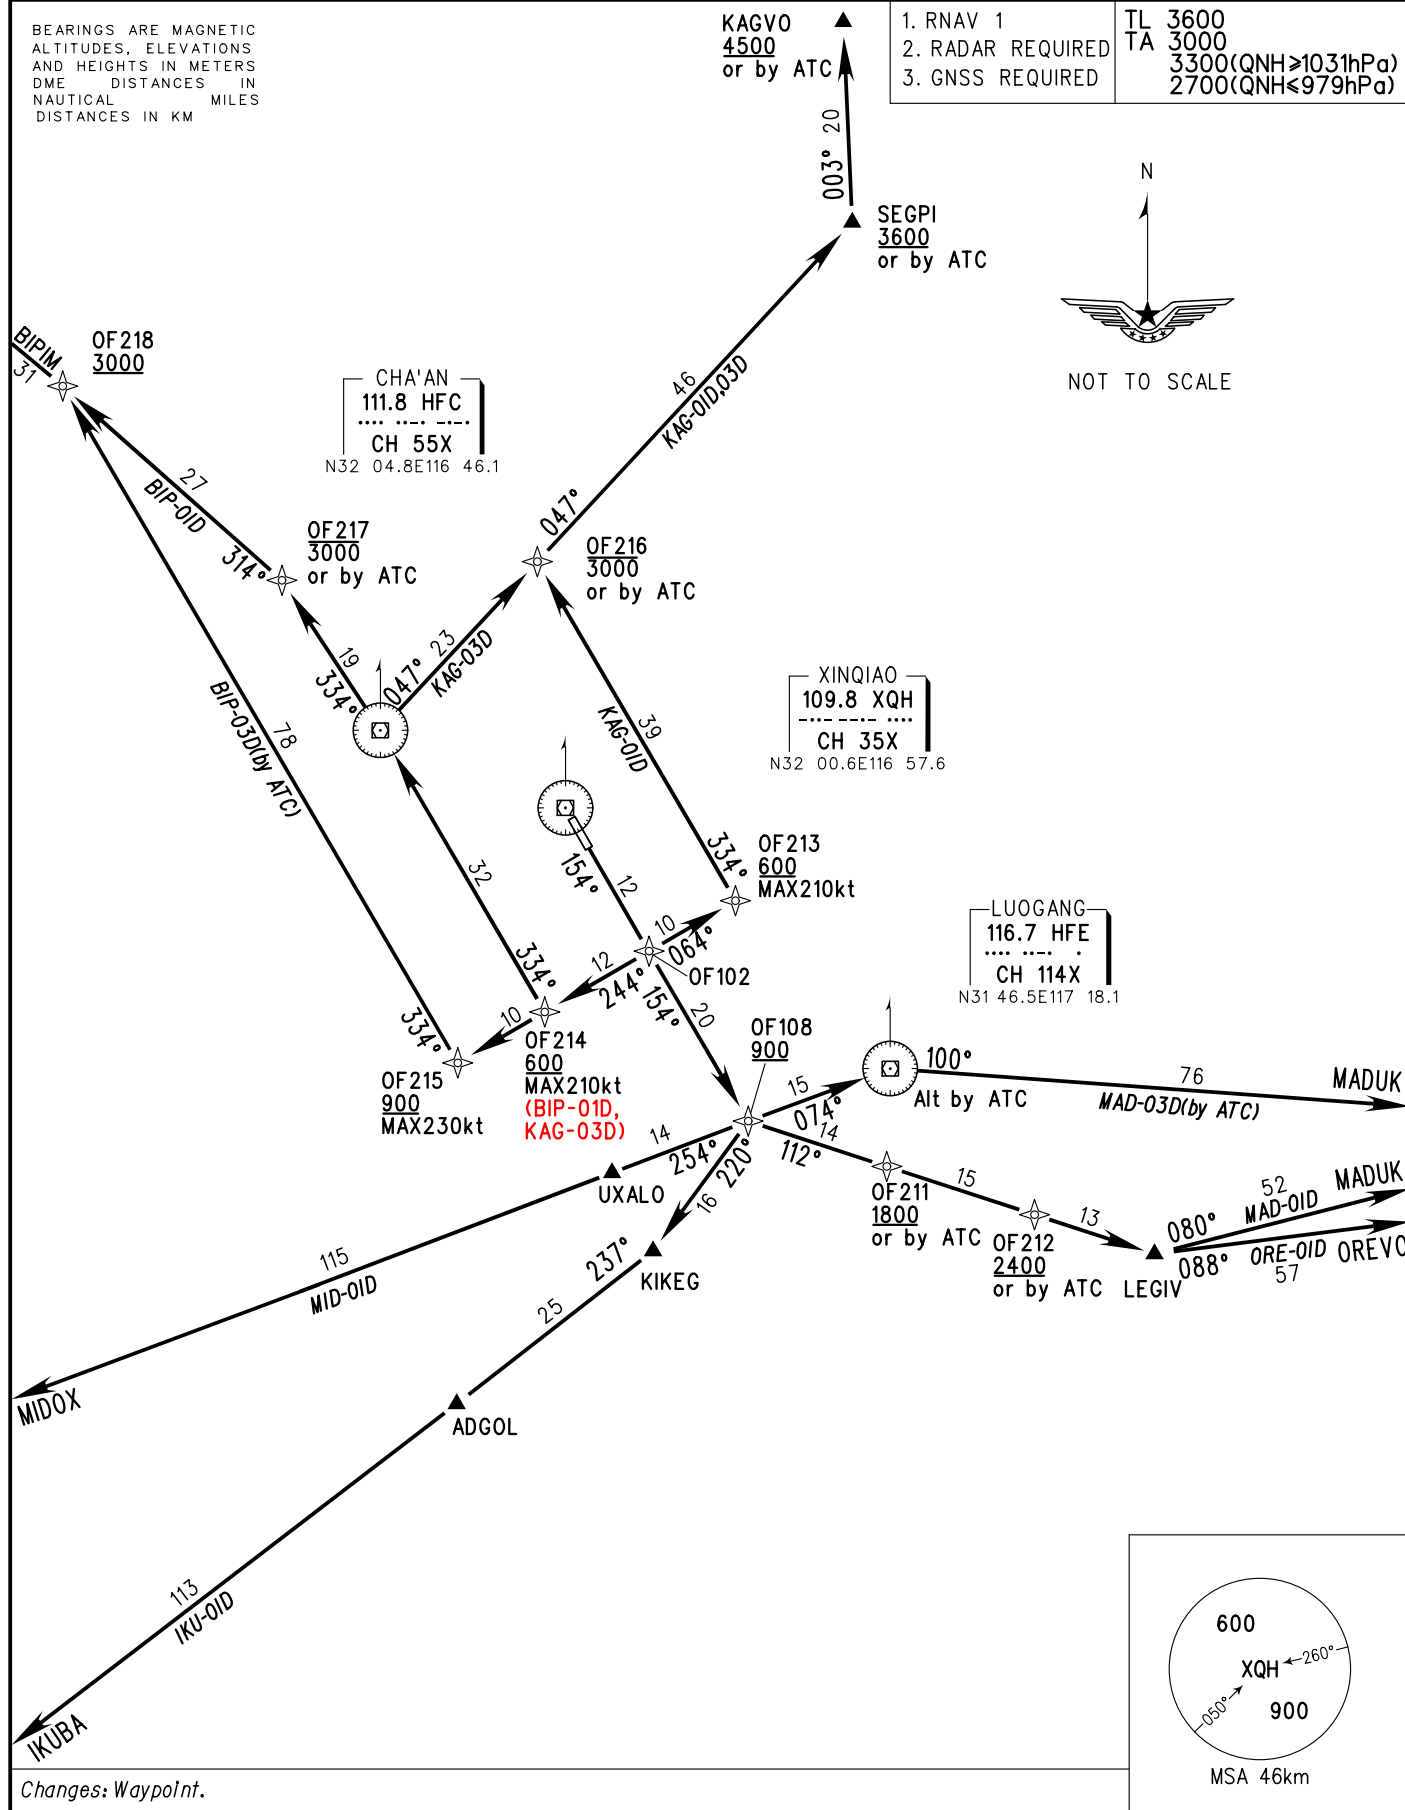 BEARINGS ARE MAGNETIC
ALTITUDES, ELEVATIONS
AND HEIGHTS IN METERS
DME DISTANCES IN
NAUTICAL MILES
DISTANCES IN KM
KAGVO
4500
or by ATC
1. RNAV 1
2. RADAR REQUIRED
3. GNSS REQUIRED
TL 3600
TA 3000
3300(QNH≥1031hPa)
2700(QNH≤979hPa)
003° 20
SEGPI
3600
or by ATC
N
NOT TO SCALE
BIPIM
31
OF218
3000
CHA'AN
111.8 HFC
CH 55X
N32 04.8E116 46.1
46
KAG-01D,03D
27
BIP-01D
314°
OF217
3000
or by ATC
047°
OF216
3000
or by ATC
19
334°
047°
23
KAG-03D
78
BIP-03D(by ATC)
39
KAG-01D
XINQIAO
109.8 XQH
CH 35X
N32 00.6E116 57.6
334°
OF213
600
MAX210kt
154°
12
32
334°
10
064°
OF102
12
244°
154°
20
LUOGANG
116.7 HFE
CH 114X
N31 46.5E117 18.1
334°
10
OF214
600
MAX210kt
(BIP-01D,
KAG-03D)
OF215
900
MAX230kt
OF108
900
15
074°
100°
Alt by ATC
76
MAD-03D(by ATC)
MADUK
14
254°
220°
16
112°
14
UXALO
OF211
1800
or by ATC
15
OF212
2400
or by ATC
13
LEGIV
080°
52
MAD-01D
MADUK
088°
ORE-01D
57
OREVO
115
MID-01D
MIDOX
237°
KIKEG
25
ADGOL
113
IKU-01D
IKUBA
600
XQH
260°
050°
900
MSA 46km
Changes: Waypoint.